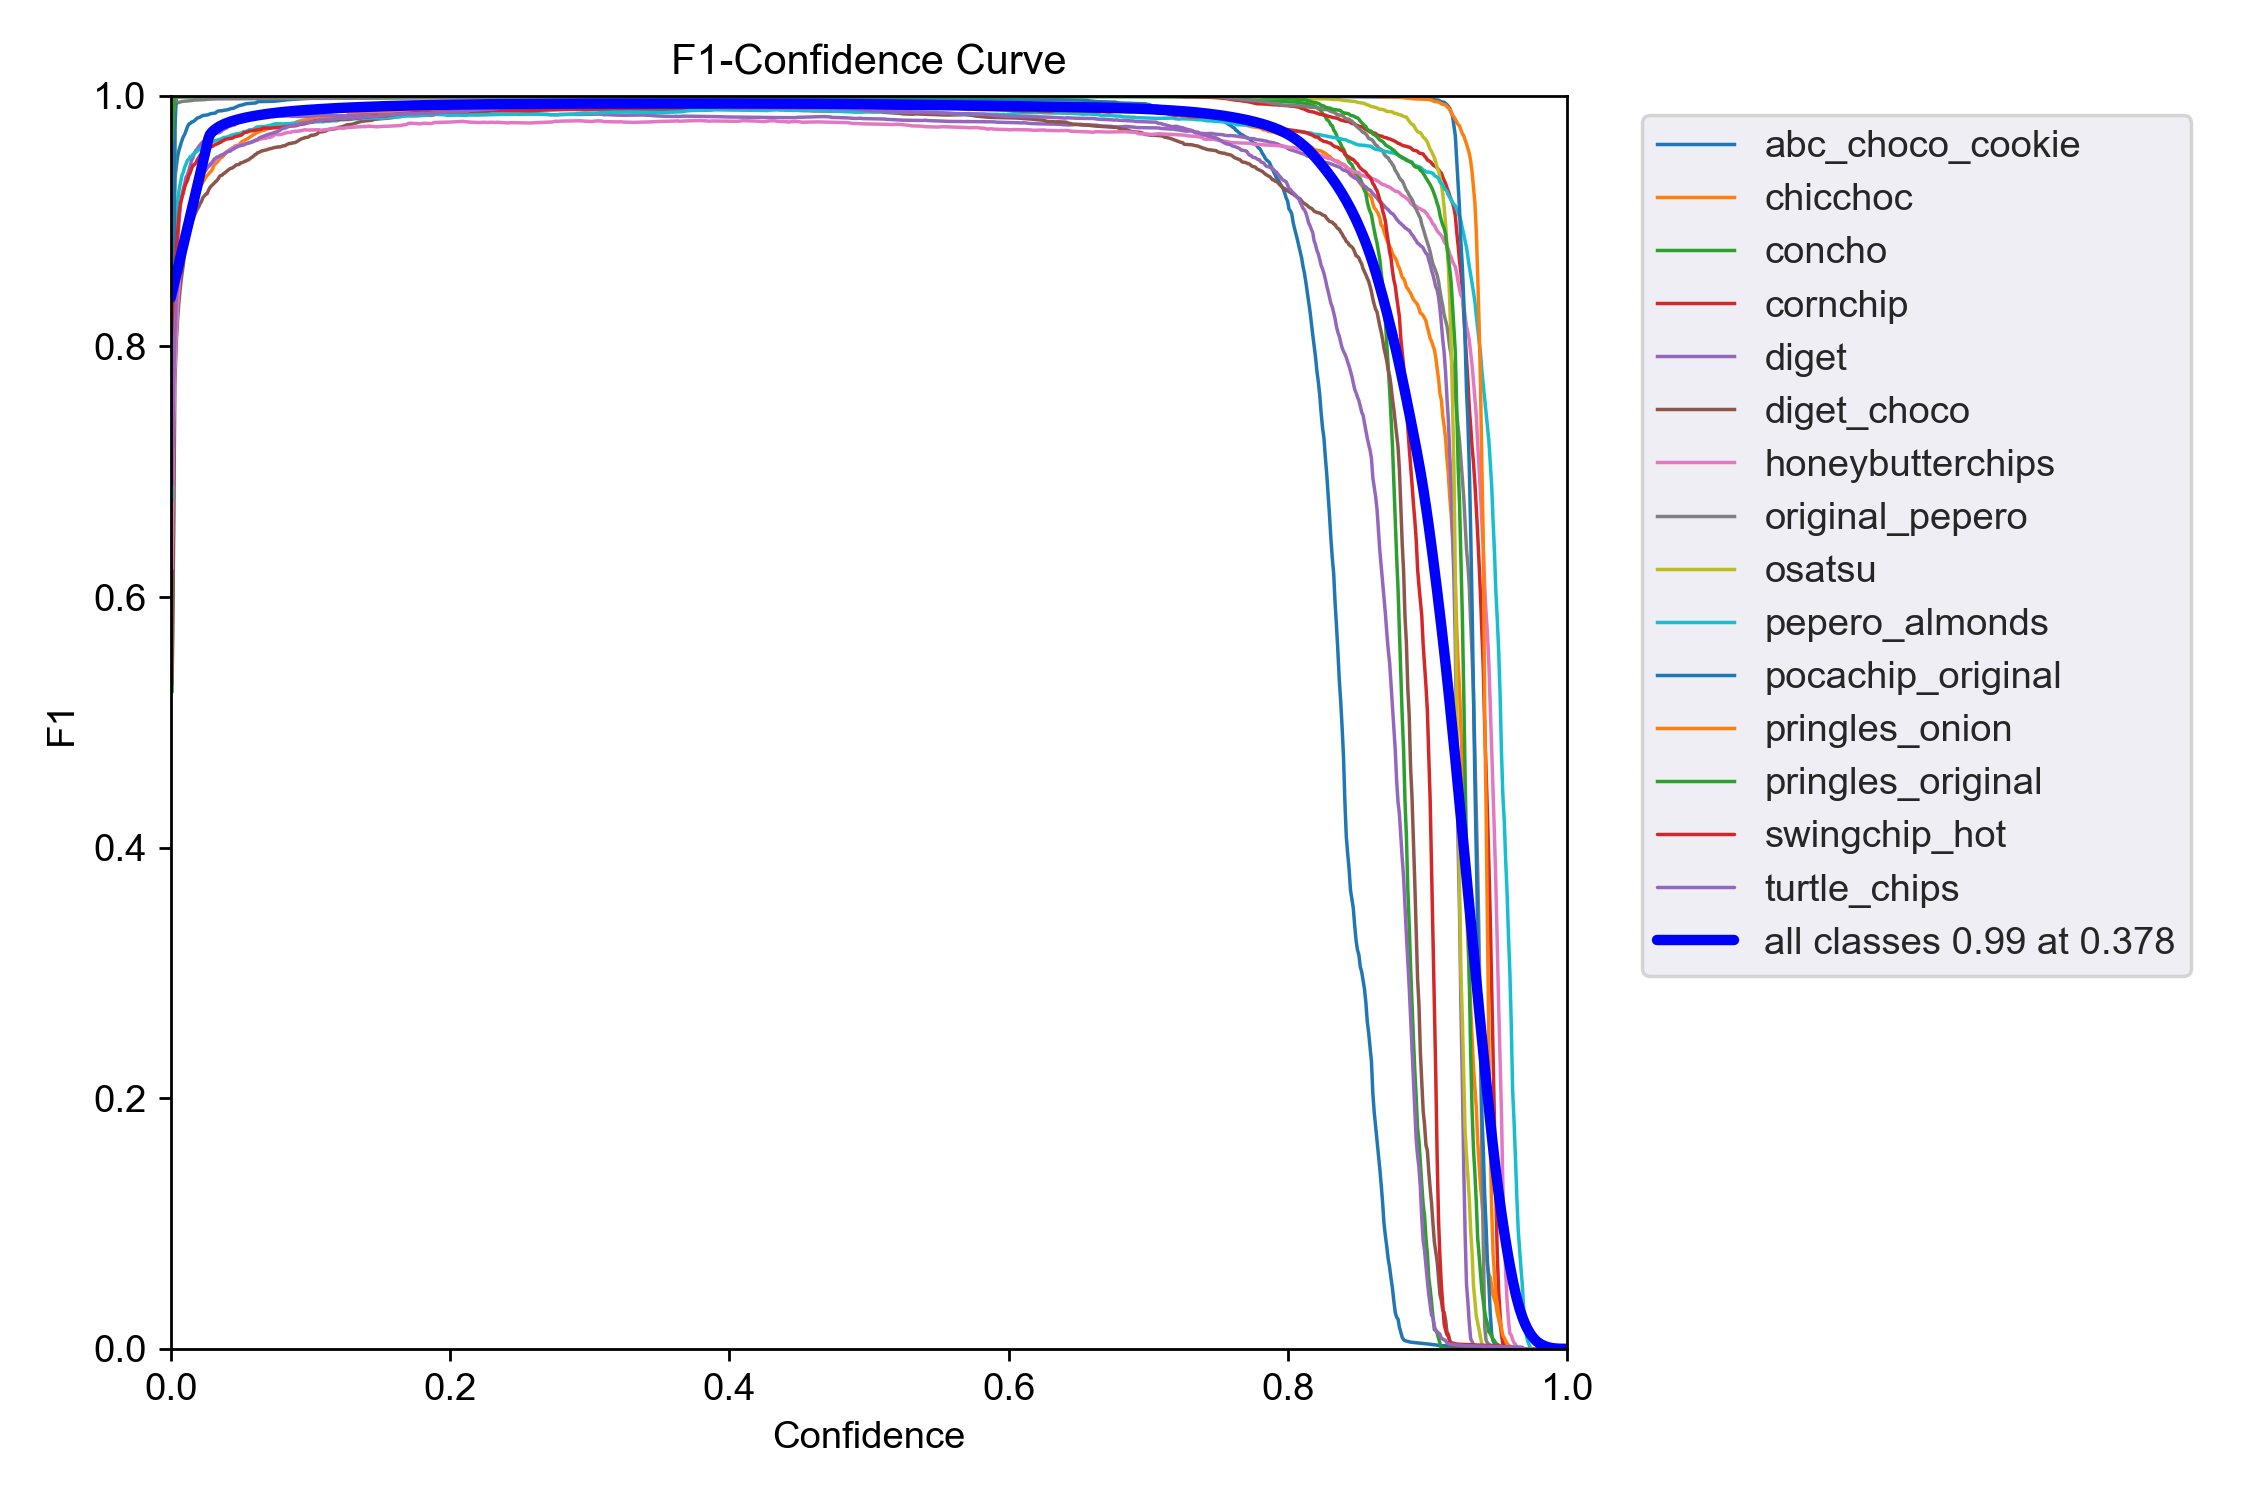 F1-Confidence Curve
1.0
0.8
0.6
0.4
0.2
0.0
F1
0.0 0.2 0.4 0.6 0.8 1.0
Confidence
abc_choco_cookie
chicchoc
concho
cornchip
diget
diget_choco
honeybutterchips
original_pepero
osatsu
pepero_almonds
pocachip_original
pringles_onion
pringles_original
swingchip_hot
turtle_chips
all classes 0.99 at 0.378